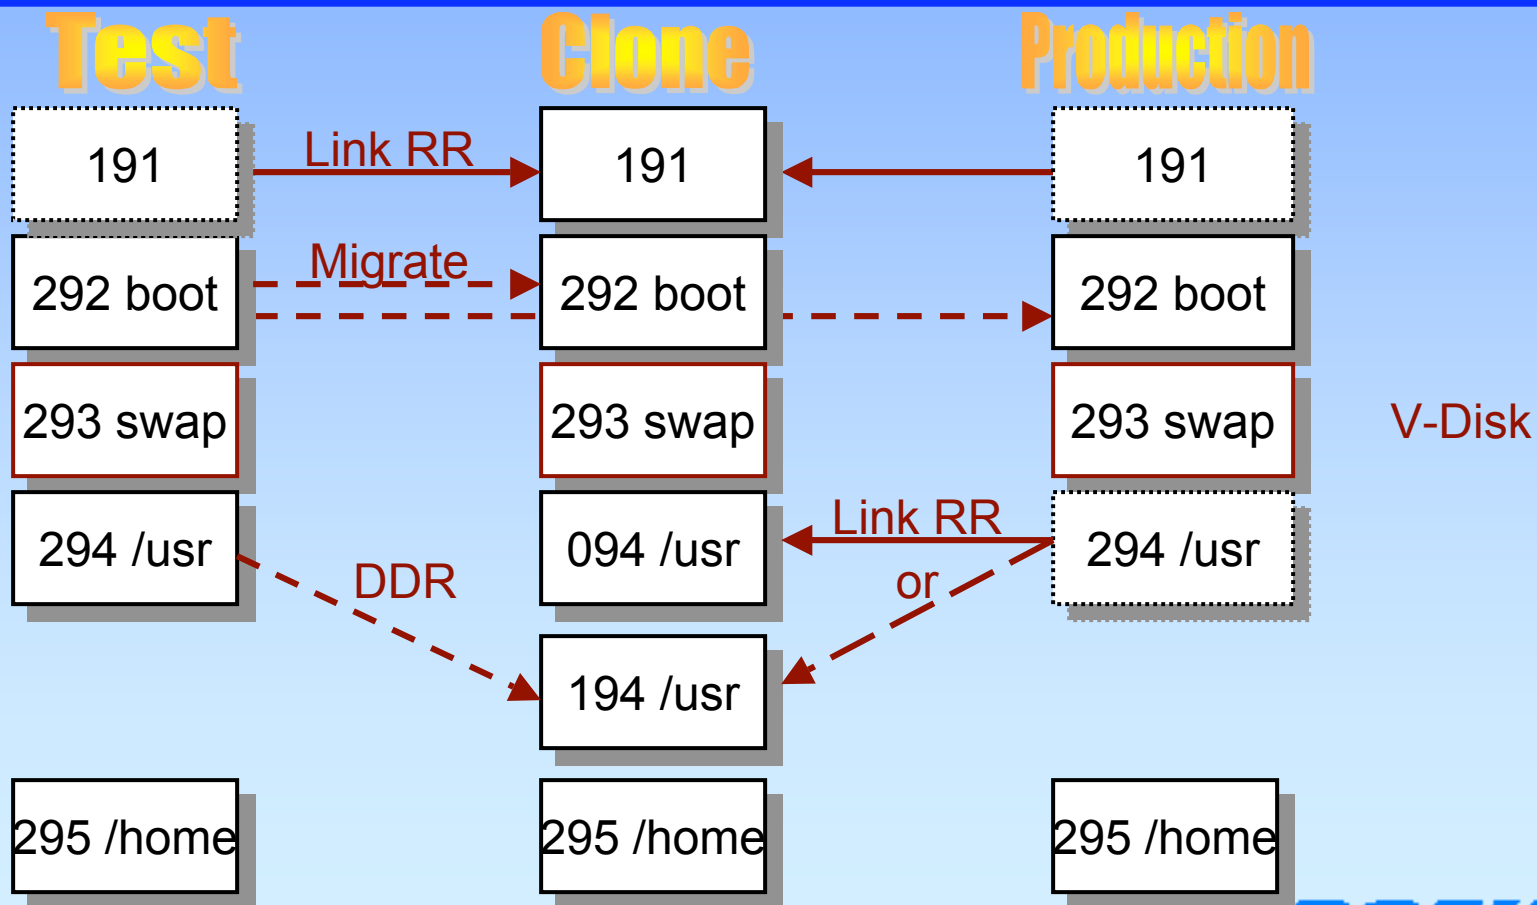 Test Clone Production
191 Link RR 191 191
Migrate
292 boot 292 boot 292 boot
293 swap 293 swap 293 swap V-Disk
Link RR
294 /usr 094 /usr 294 /usr
DDR or
194 /usr
295 /home 295 /home 295 /home